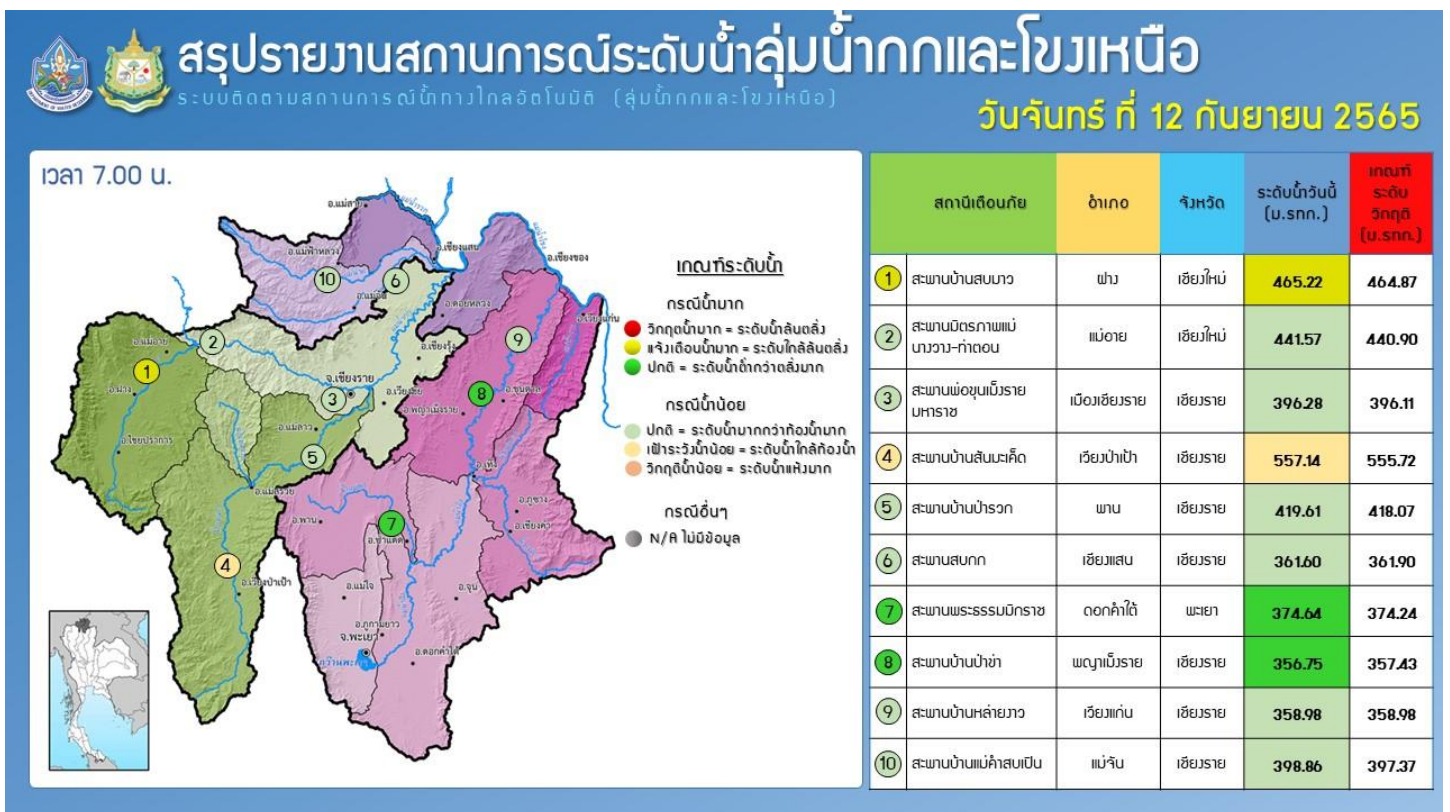 สรุปรายงานสถานการณ์ระดับน้ำลุ่มน้ำกกและโขงเหนือ
ระบบติดตามสถานการณ์น้ำทางไกลอัตโนมัติ (ลุ่มน้ำกกและโขงเหนือ)
วันจันทร์ ที่ 12 กันยายน 2565
เวลา 7.00 น.
อ.แม่สาย
แม่น้ำรวก
แม่น้ำโขง
อ.แม่ฟ้าหลวง
อ.เชียงแสน
อ.เชียงของ
10
6
อ.แม่จัน
อ.ดอยหลวง
อ.เวียงแก่น
2
9
อ.แม่อาย
อ.เชียงรุ้ง
1
จ.เชียงราย
อ.ฝาง
3
อ.เวียงชัย
8
อ.ขุนตาล
อ.พญาเม็งราย
อ.แม่ลาว
อ.ไชยปราการ
5
อ.เทิง
อ.แม่สรวย
อ.ภูซาง
อ.พาน
7
อ.เชียงคำ
อ.ป่าแดด
4
อ.เวียงป่าเป้า
อ.แม่ใจ
อ.จุน
อ.ภูกามยาว
จ.พะเยา
อ.ดอกคำใต้
กว๊านพะเยา
เกณฑ์ระดับน้ำ
กรณีน้ำมาก
วิกฤตน้ำมาก = ระดับน้ำล้นตลิ่ง
แจ้งเตือนน้ำมาก = ระดับใกล้ล้นตลิ่ง
ปกติ = ระดับน้ำต่ำกว่าตลิ่งมาก
กรณีน้ำน้อย
ปกติ = ระดับน้ำมากกว่าท้องน้ำมาก
เฝ้าระวังน้ำน้อย = ระดับน้ำใกล้ท้องน้ำ
วิกฤติน้ำน้อย = ระดับน้ำแห้งมาก
กรณีอื่นๆ
N/A ไม่มีข้อมูล
สถานีเตือนภัย อำเภอ จังหวัด ระดับน้ำวันนี้ (ม.รทก.) เกณฑ์ ระดับ วิกฤติ (ม.รทก.)
1 สะพานบ้านสบมาว ฝาง เชียงใหม่ 465.22 464.87
2 สะพานมิตรภาพแม่ นางวาง-ท่าตอน แม่อาย เชียงใหม่ 441.57 440.90
3 สะพานพ่อขุนเม็งราย มหาราช เมืองเชียงราย เชียงราย 396.28 396.11
4 สะพานบ้านสันมะเค็ด เวียงป่าเป้า เชียงราย 557.14 555.72
5 สะพานบ้านป่ารวก พาน เชียงราย 419.61 418.07
6 สะพานสบกก เชียงแสน เชียงราย 361.60 361.90
7 สะพานพระธรรมมิกราช ดอกคำใต้ พะเยา 374.64 374.24
8 สะพานบ้านป่าข่า พญาเม็งราย เชียงราย 356.75 357.43
9 สะพานบ้านหล่ายงาว เวียงแก่น เชียงราย 358.98 358.98
10 สะพานบ้านแม่คำสบเปิน แม่จัน เชียงราย 398.86 397.37